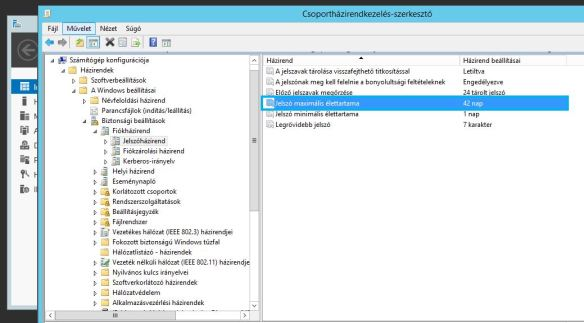 Csoportházirendkezelés-szerkesztő
Fájl Művelet Nézet Súgó
Számítógép konfigurációja
Házirendek
Szoftverbeállítások
A Windows beállításai
Névfeloldási házirend
Parancsfájlok (indítás/leállítás)
Biztonsági beállítások
Fiókházirend
Jelszóházirend
Fiókzárolási házirend
Kerberos-irányelv
Helyi házirend
Eseménynapló
Korlátozott csoportok
Rendszerszolgáltatások
Beállításjegyzék
Fájlrendszer
Vezetékes hálózat (IEEE 802.3) házirendjei
Fokozott biztonságú Windows tűzfal
Hálózatlistázó - házirendek
Vezeték nélküli hálózat (IEEE 802.11) házirendje
Nyilvános kulcs irányelvei
Szoftverkorlátozó házirendek
Hálózatvédelem
Alkalmazásvezérlési házirendek
Házirend Házirend beállításai
A jelszavak tárolása visszafejthető titkosítással Letiltva
A jelszónak meg kell felelnie a bonyolultsági feltételeknek Engedélyezve
Előző jelszavak megőrzése 24 tárolt jelszó
Jelszó maximális élettartama 42 nap
Jelszó minimális élettartama 1 nap
Legrövidebb jelszó 7 karakter